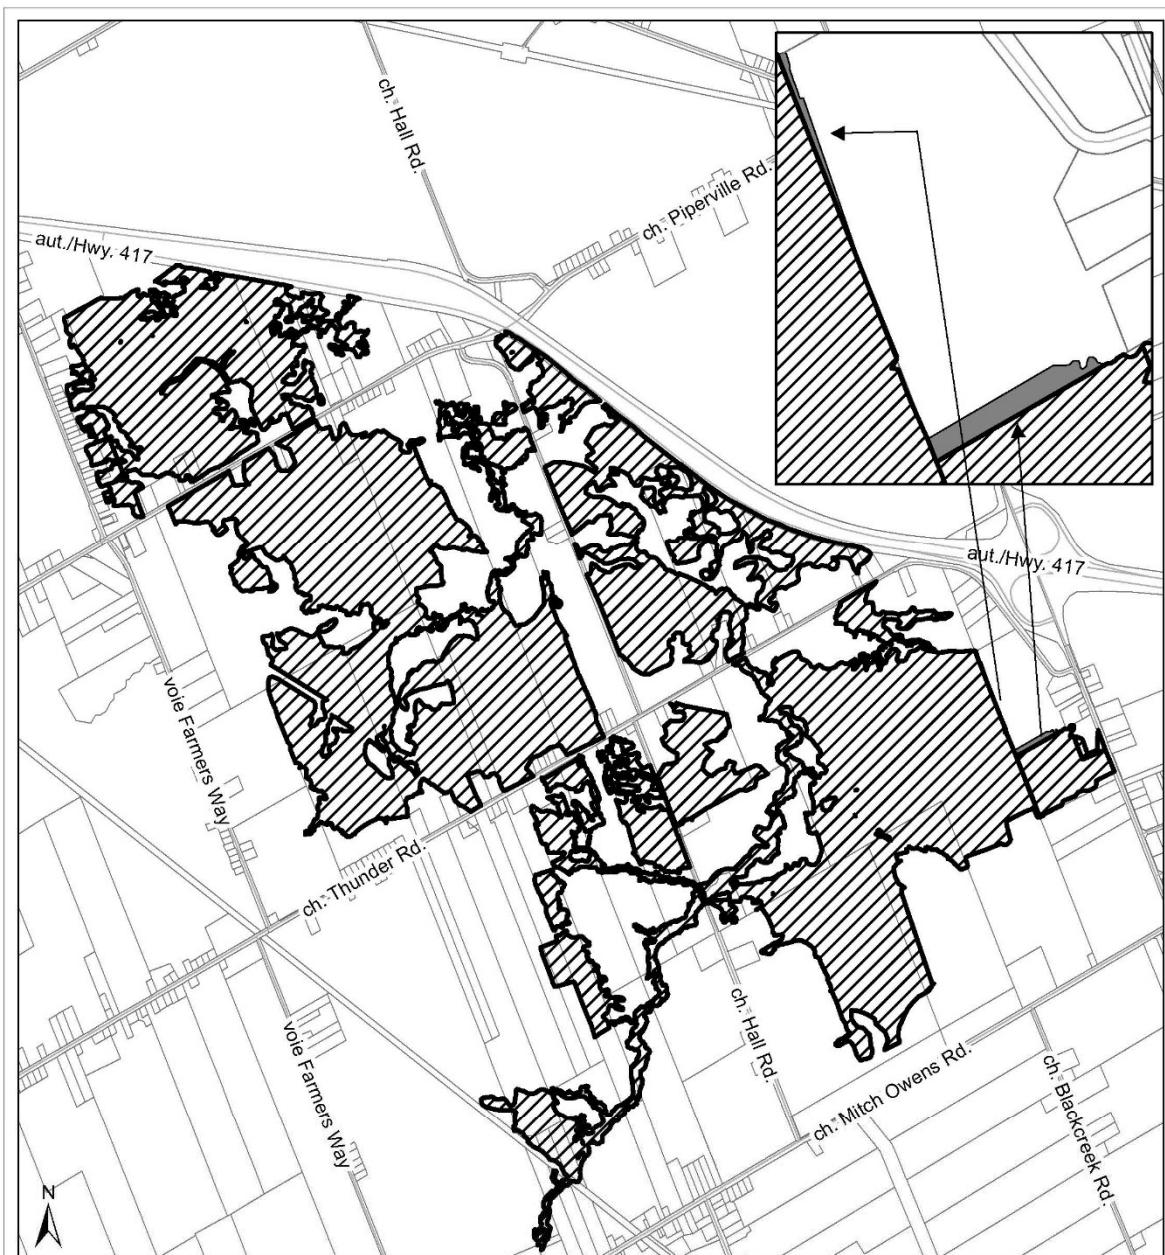 ch. Hall Rd.
ch. Piperville Rd.
aut./Hwy. 417
aut./Hwy. 417
voie Farmers Way
ch. Thunder Rd.
voie Farmers Way
ch. Hall Rd.
ch. Mitch Owens Rd.
ch. Blackcreek Rd.
N